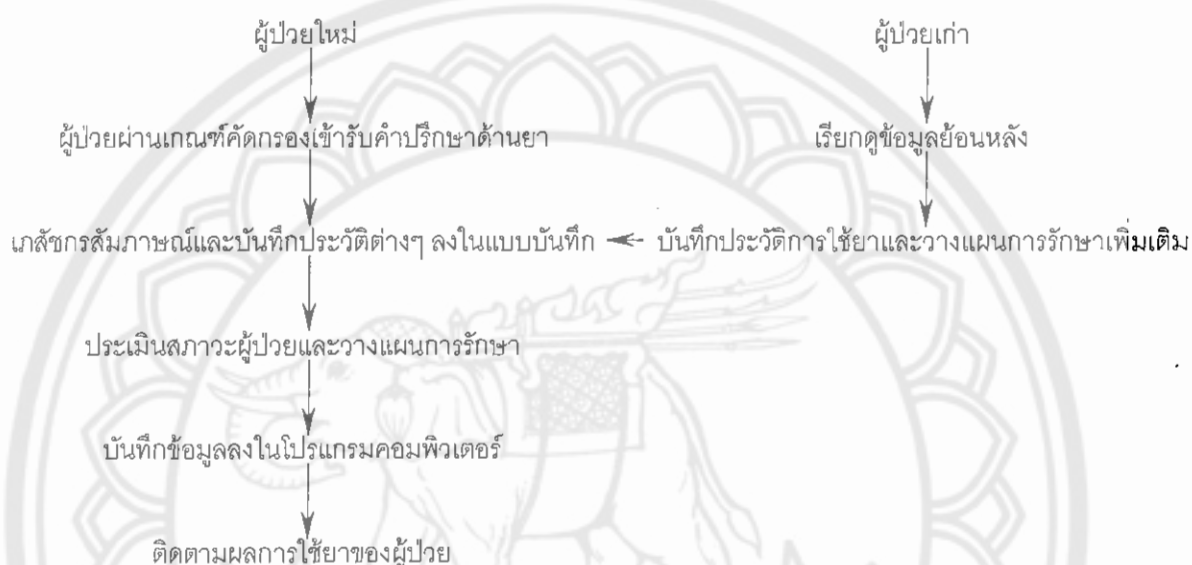 ผู้ป่วยใหม่
ผู้ป่วยเก่า
ผู้ป่วยผ่านเกณฑ์คัดกรองเข้ารับคำปรึกษาด้านยา
เรียกดูข้อมูลย้อนหลัง
เภสัชกรสัมภาษณ์และบันทึกประวัติต่างๆ ลงในแบบบันทึก
บันทึกประวัติการใช้ยาและวางแผนการรักษาเพิ่มเติม
ประเมินสภาวะผู้ป่วยและวางแผนการรักษา
บันทึกข้อมูลลงในโปรแกรมคอมพิวเตอร์
ติดตามผลการใช้ยาของผู้ป่วย